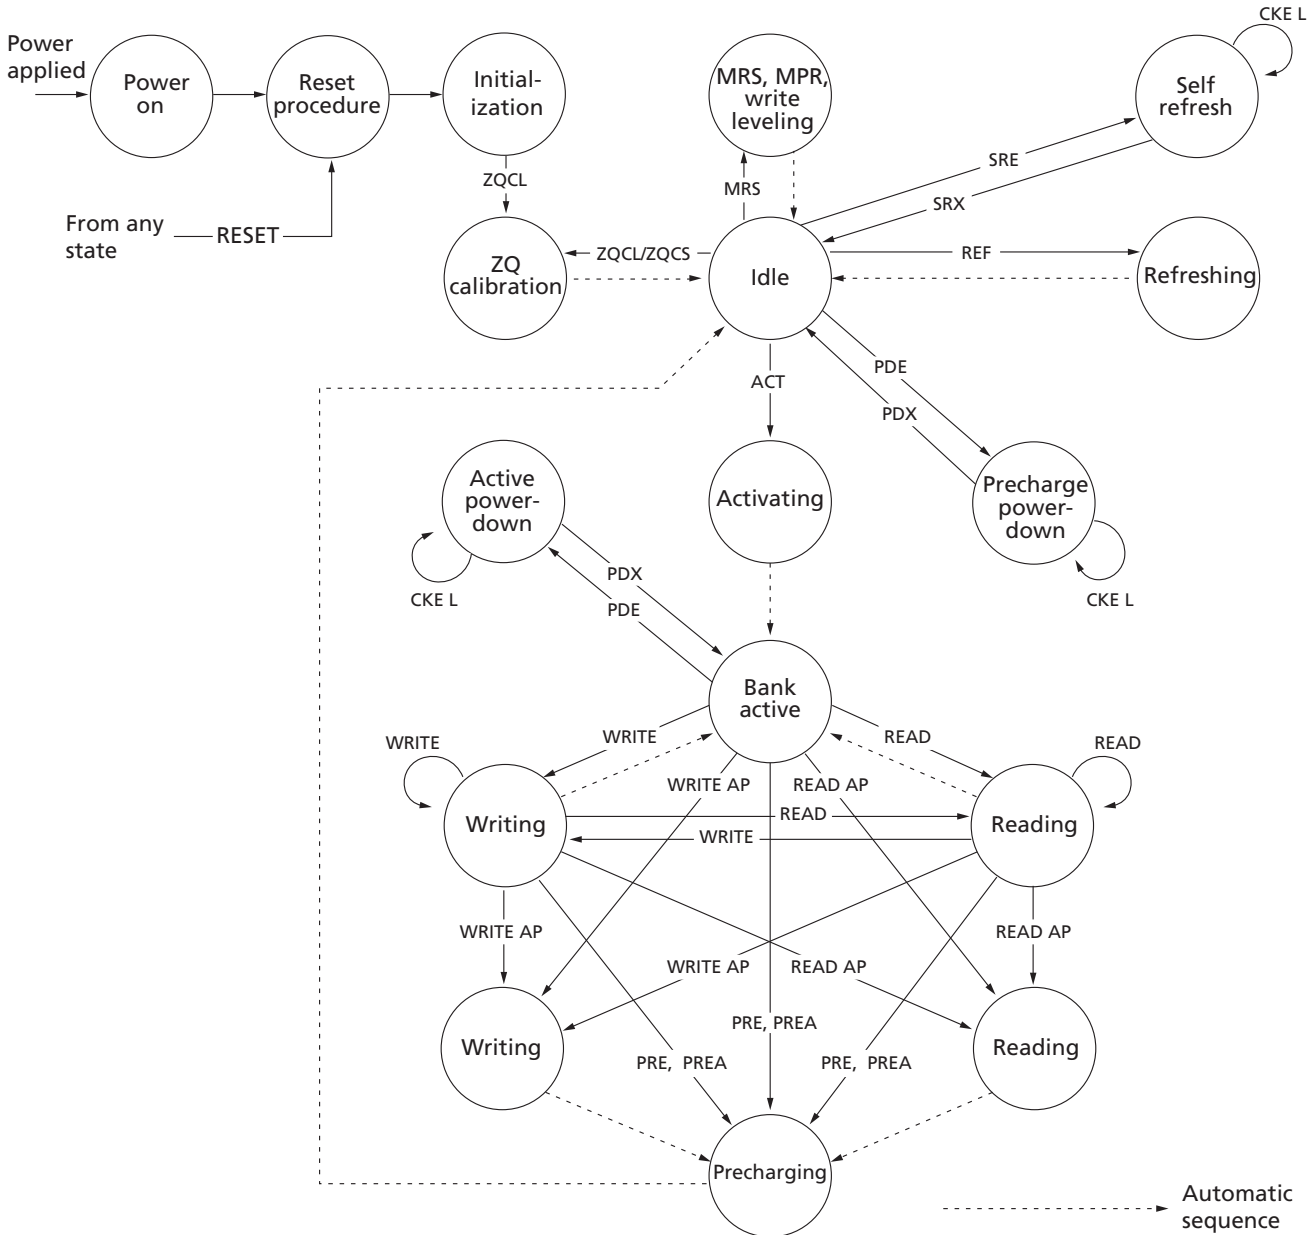 CKE L
Power
applied
Power
on
Reset
procedure
Initial-
ization
MRS, MPR,
write
leveling
Self
refresh
ZQCL
MRS
SRE
SRX
From any
state
RESET
ZQ
calibration
ZQCL/ZQCS
Idle
REF
Refreshing
PDE
ACT
PDX
Active
power-
down
Activating
Precharge
power-
down
PDX
CKE L
PDE
CKE L
Bank
active
WRITE
WRITE
READ
READ
WRITE AP
READ AP
Writing
READ
Reading
WRITE
WRITE AP
READ AP
WRITE AP
READ AP
PRE, PREA
Writing
Reading
PRE, PREA
PRE, PREA
Precharging
Automatic
sequence